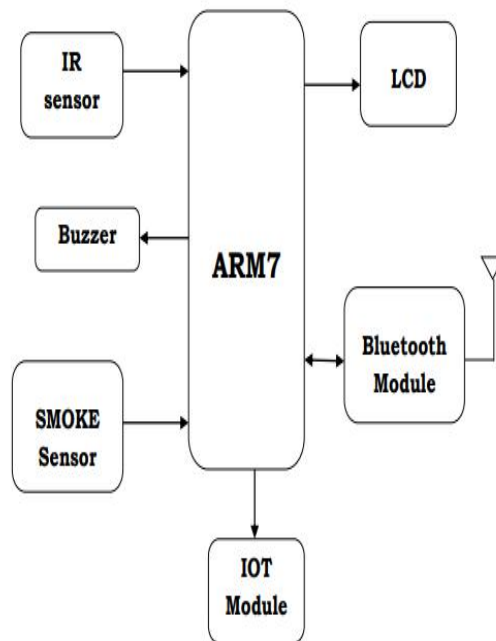 IR
sensor
LCD
Buzzer
ARM7
Bluetooth
Module
SMOKE
Sensor
IOT
Module